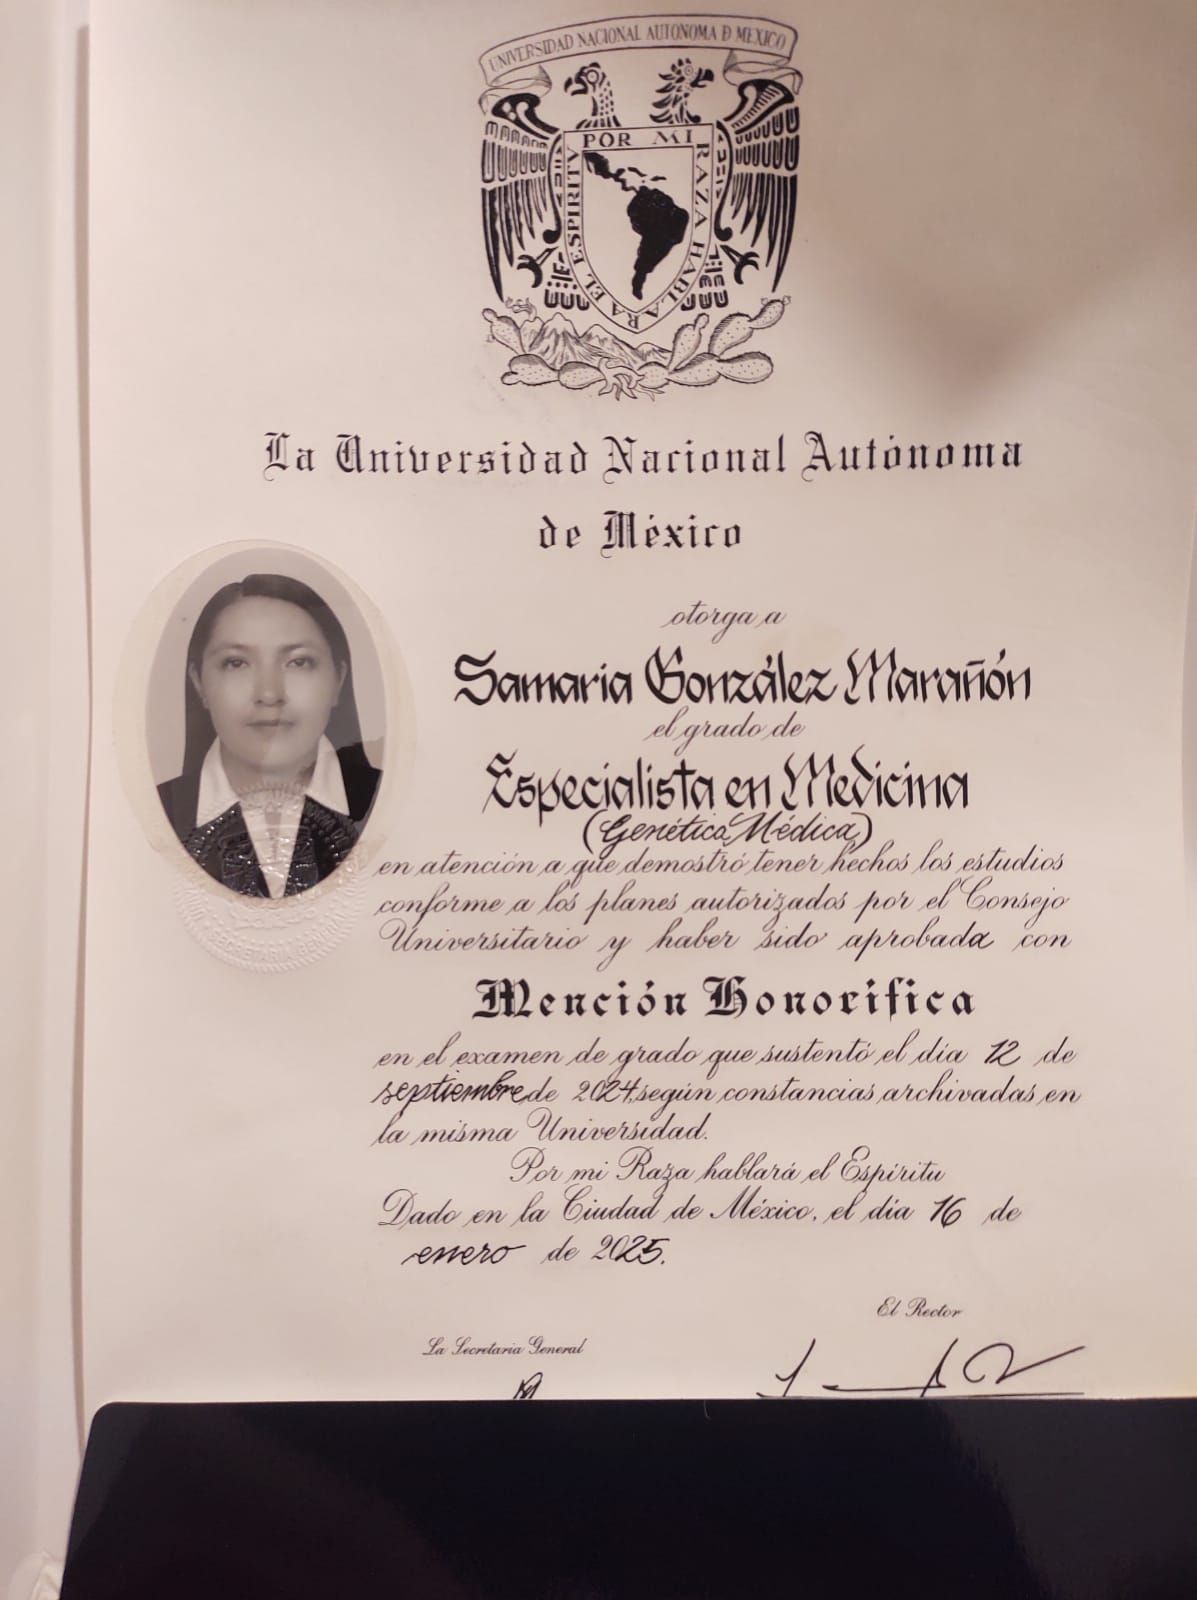 UNIVERSIDAD NACIONAL AUTONOMA D MEXICO
POR MI RAZA HABLARA EL ESPIRITV
La Universidad Nacional Autónoma
de México
otorga a
Samaria González Marañón
el grado de
Especialista en Medicina
(Genética Médica)
en atención a que demostró tener hechos los estudios
conforme a los planes autorizados por el Consejo
Universitario y haber sido aprobada con
Mención Honorífica
en el examen de grado que sustentó el día 12 de
septiembre de 2024, según constancias archivadas en
la misma Universidad.
Por mi Raza hablará el Espíritu
Dado en la Ciudad de México, el día 16 de
enero de 2025.
El Rector
La Secretaria General